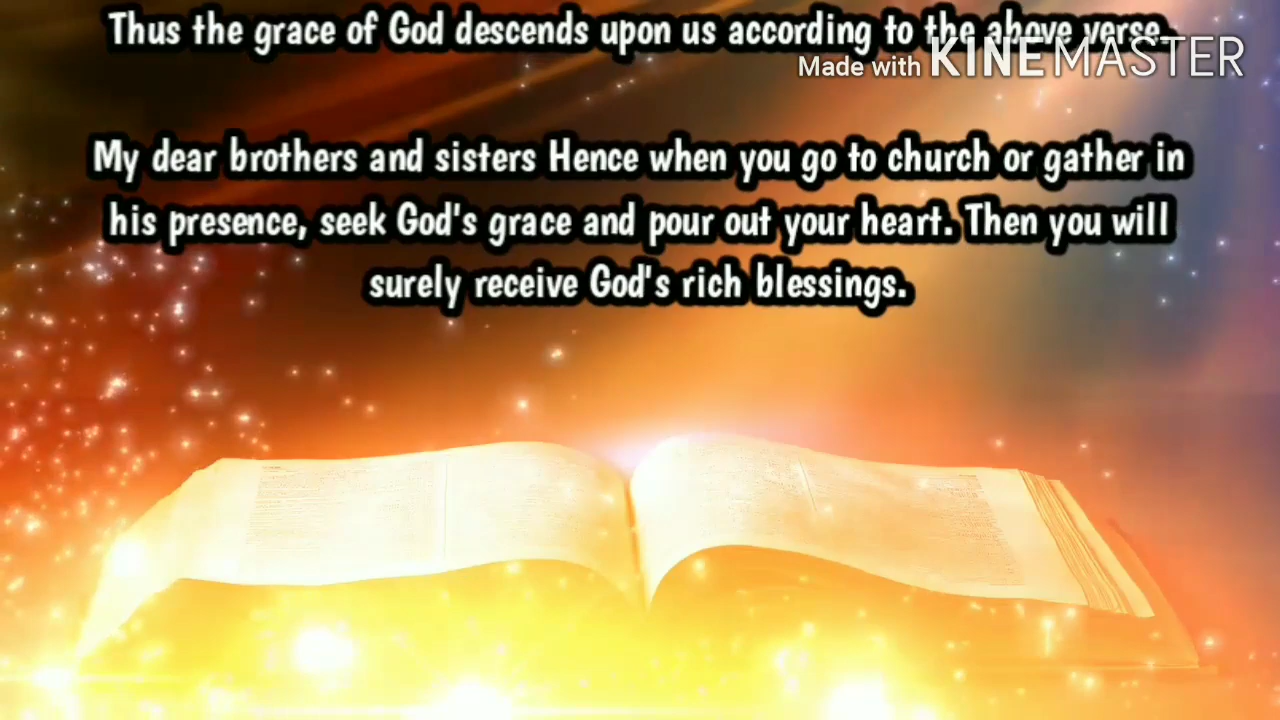 Thus the grace of God descends upon us according to the above verse.
Made with KINEMASTER
My dear brothers and sisters Hence when you go to church or gather in
his presence, seek God's grace and pour out your heart. Then you will
surely receive God's rich blessings.